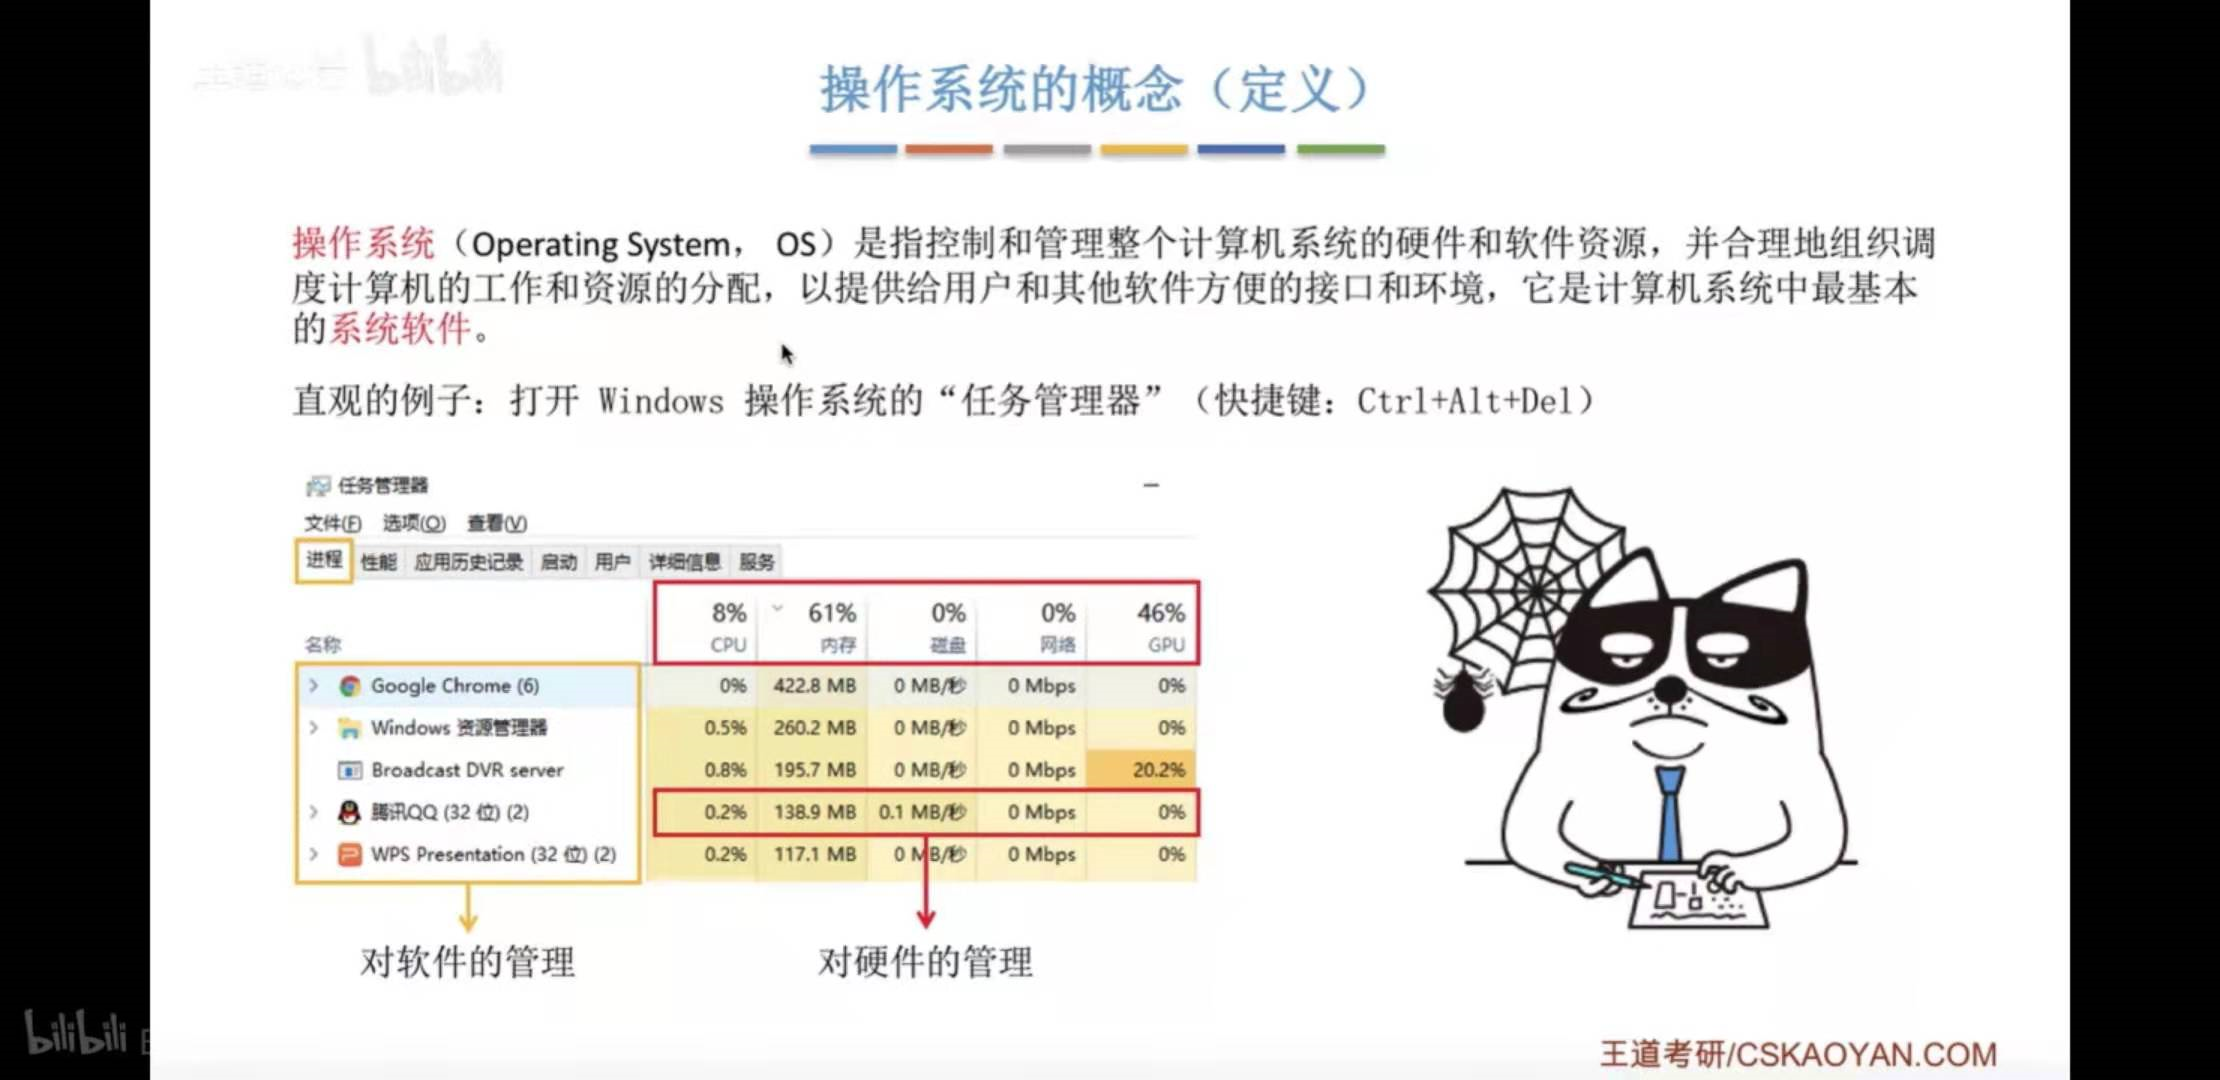 bilibili
操作系统的概念（定义）
操作系统（Operating System， OS）是指控制和管理整个计算机系统的硬件和软件资源，并合理地组织调
度计算机的工作和资源的分配，以提供给用户和其他软件方便的接口和环境，它是计算机系统中最基本
的系统软件。
直观的例子：打开 Windows 操作系统的“任务管理器”（快捷键：Ctrl+Alt+Del）
任务管理器
文件(F) 选项(O) 查看(V)
进程 性能 应用历史记录 启动 用户 详细信息 服务
8% 61% 0% 0% 46%
名称 CPU 内存 磁盘 网络 GPU
Google Chrome (6) 0% 422.8 MB 0 MB/秒 0 Mbps 0%
Windows 资源管理器 0.5% 260.2 MB 0 MB/秒 0 Mbps 0%
Broadcast DVR server 0.8% 195.7 MB 0 MB/秒 0 Mbps 20.2%
腾讯QQ (32 位) (2) 0.2% 138.9 MB 0.1 MB/秒 0 Mbps 0%
WPS Presentation (32 位) (2) 0.2% 117.1 MB 0 MB/秒 0 Mbps 0%
对软件的管理 对硬件的管理
bilibili
王道考研/CSKAOYAN.COM